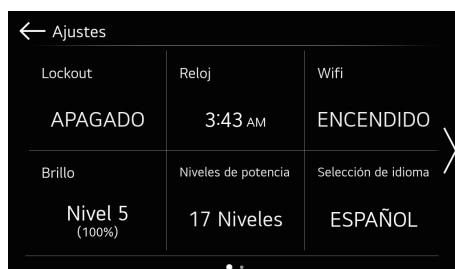 Ajustes
Lockout
APAGADO
Reloj
3:43 AM
Wifi
ENCENDIDO
Brillo
Nivel 5
(100%)
Niveles de potencia
17 Niveles
Selección de idioma
ESPAÑOL